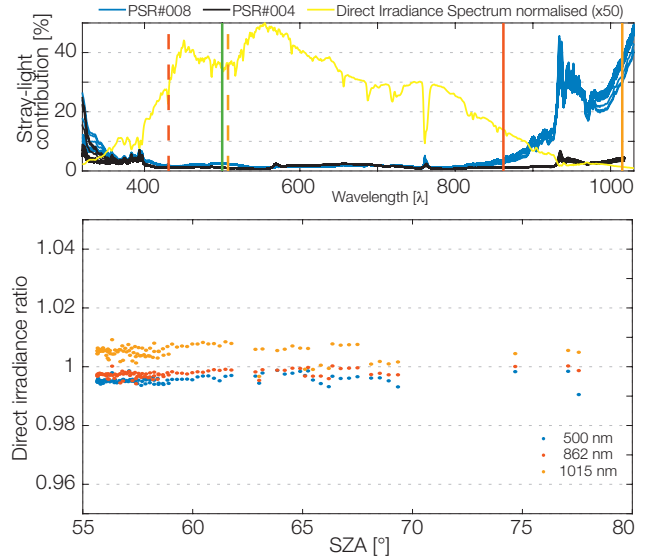 PSR#008 PSR#004 Direct Irradiance Spectrum normalised (x50)
Stray-light
contribution [%]
40
20
0
400 600 800 1000
Wavelength [λ]
Direct irradiance ratio
1.04
1.02
1
0.98
0.96
500 nm
862 nm
1015 nm
55 60 65 70 75 80
SZA [°]